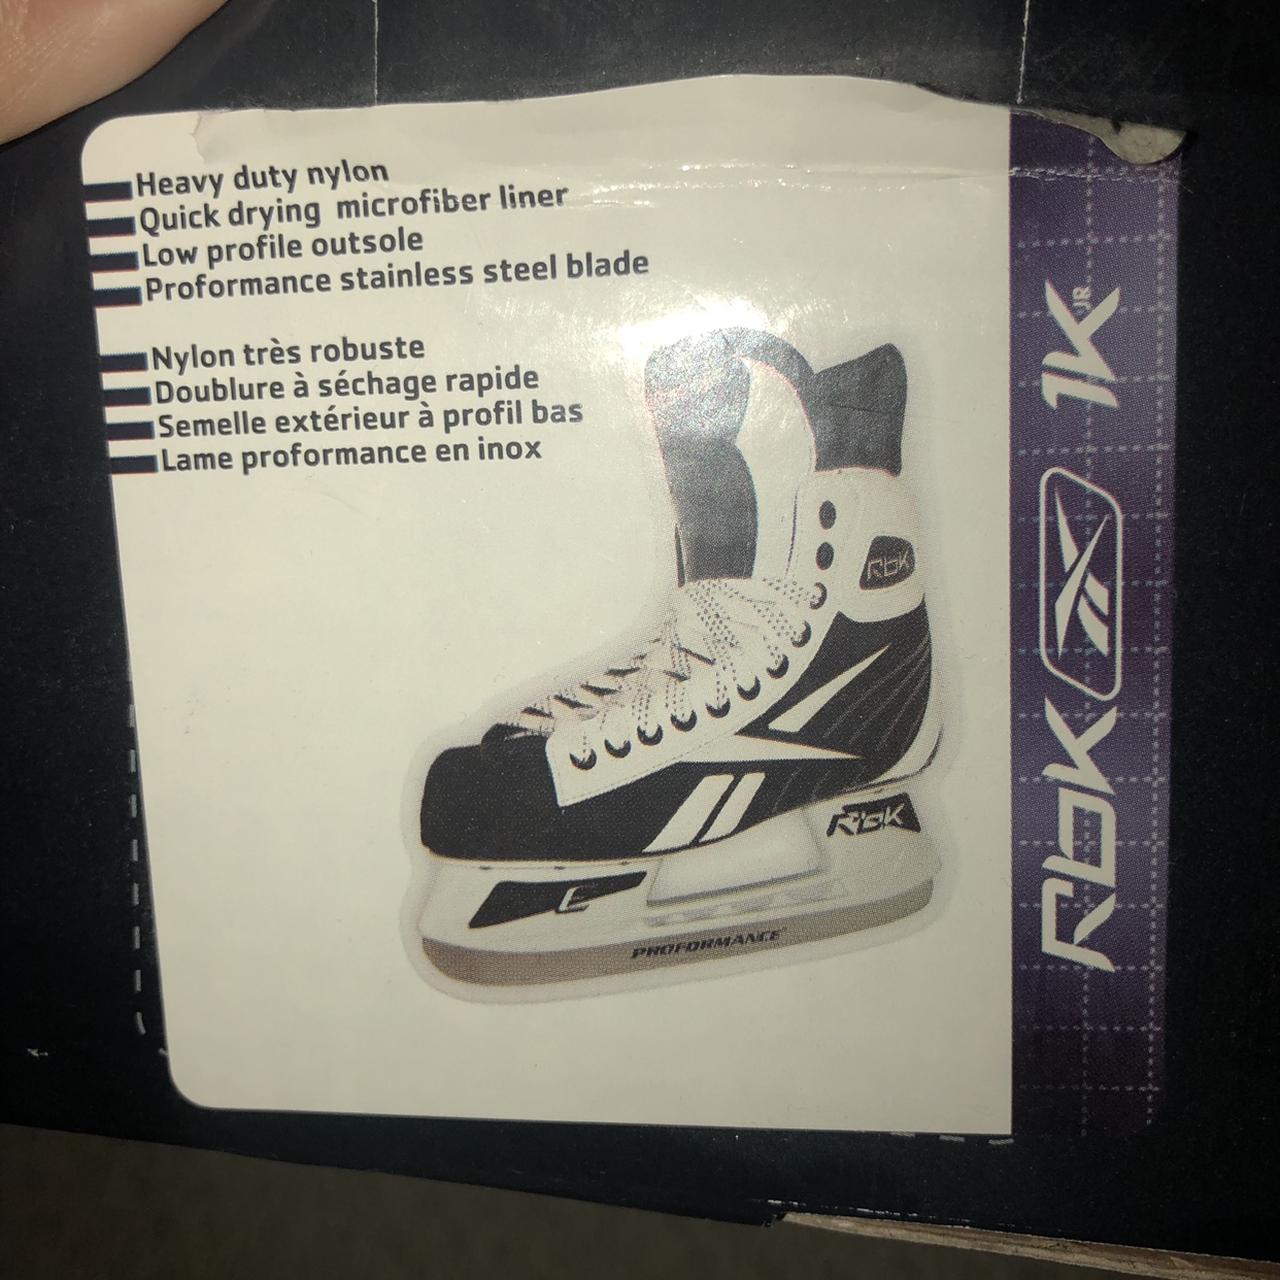 Heavy duty nylon
Quick drying microfiber liner
Low profile outsole
Proformance stainless steel blade
Nylon très robuste
Doublure à séchage rapide
Semelle extérieur à profil bas
Lame proformance en inox
RbK
RbK
E
PROFORMANCE
RbK 1K JR.